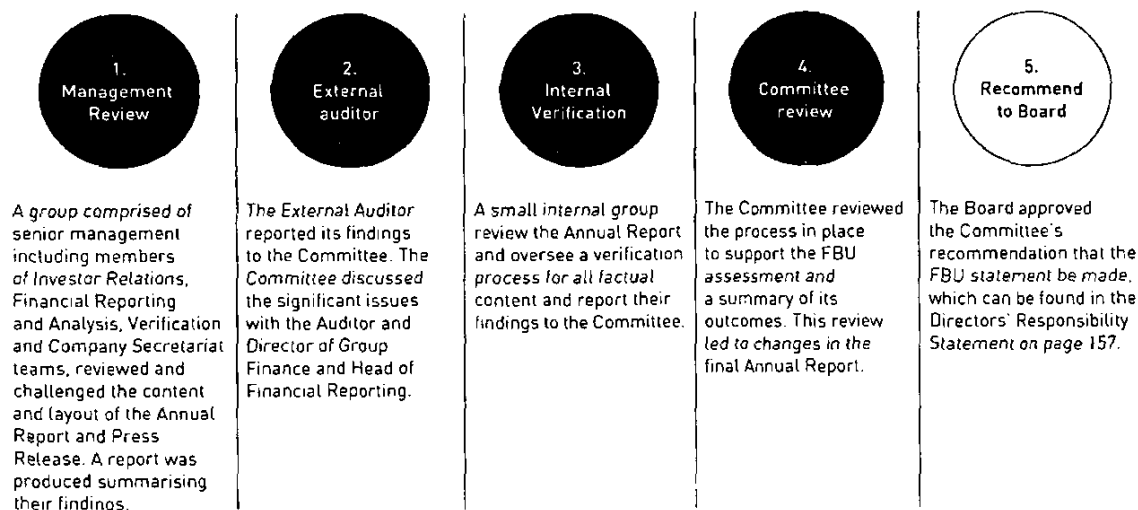 1.
Management
Review
A group comprised of
senior management
including members
of Investor Relations,
Financial Reporting
and Analysis, Verification
and Company Secretariat
teams, reviewed and
challenged the content
and layout of the Annual
Report and Press
Release. A report was
produced summarising
their findings.
2.
External
auditor
The External Auditor
reported its findings
to the Committee. The
Committee discussed
the significant issues
with the Auditor and
Director of Group
Finance and Head of
Financial Reporting.
3.
Internal
Verification
A small internal group
review the Annual Report
and oversee a verification
process for all factual
content and report their
findings to the Committee.
4.
Committee
review
The Committee reviewed
the process in place
to support the FBU
assessment and
a summary of its
outcomes. This review
led to changes in the
final Annual Report.
5.
Recommend
to Board
The Board approved
the Committee's
recommendation that the
FBU statement be made,
which can be found in the
Directors' Responsibility
Statement on page 157.